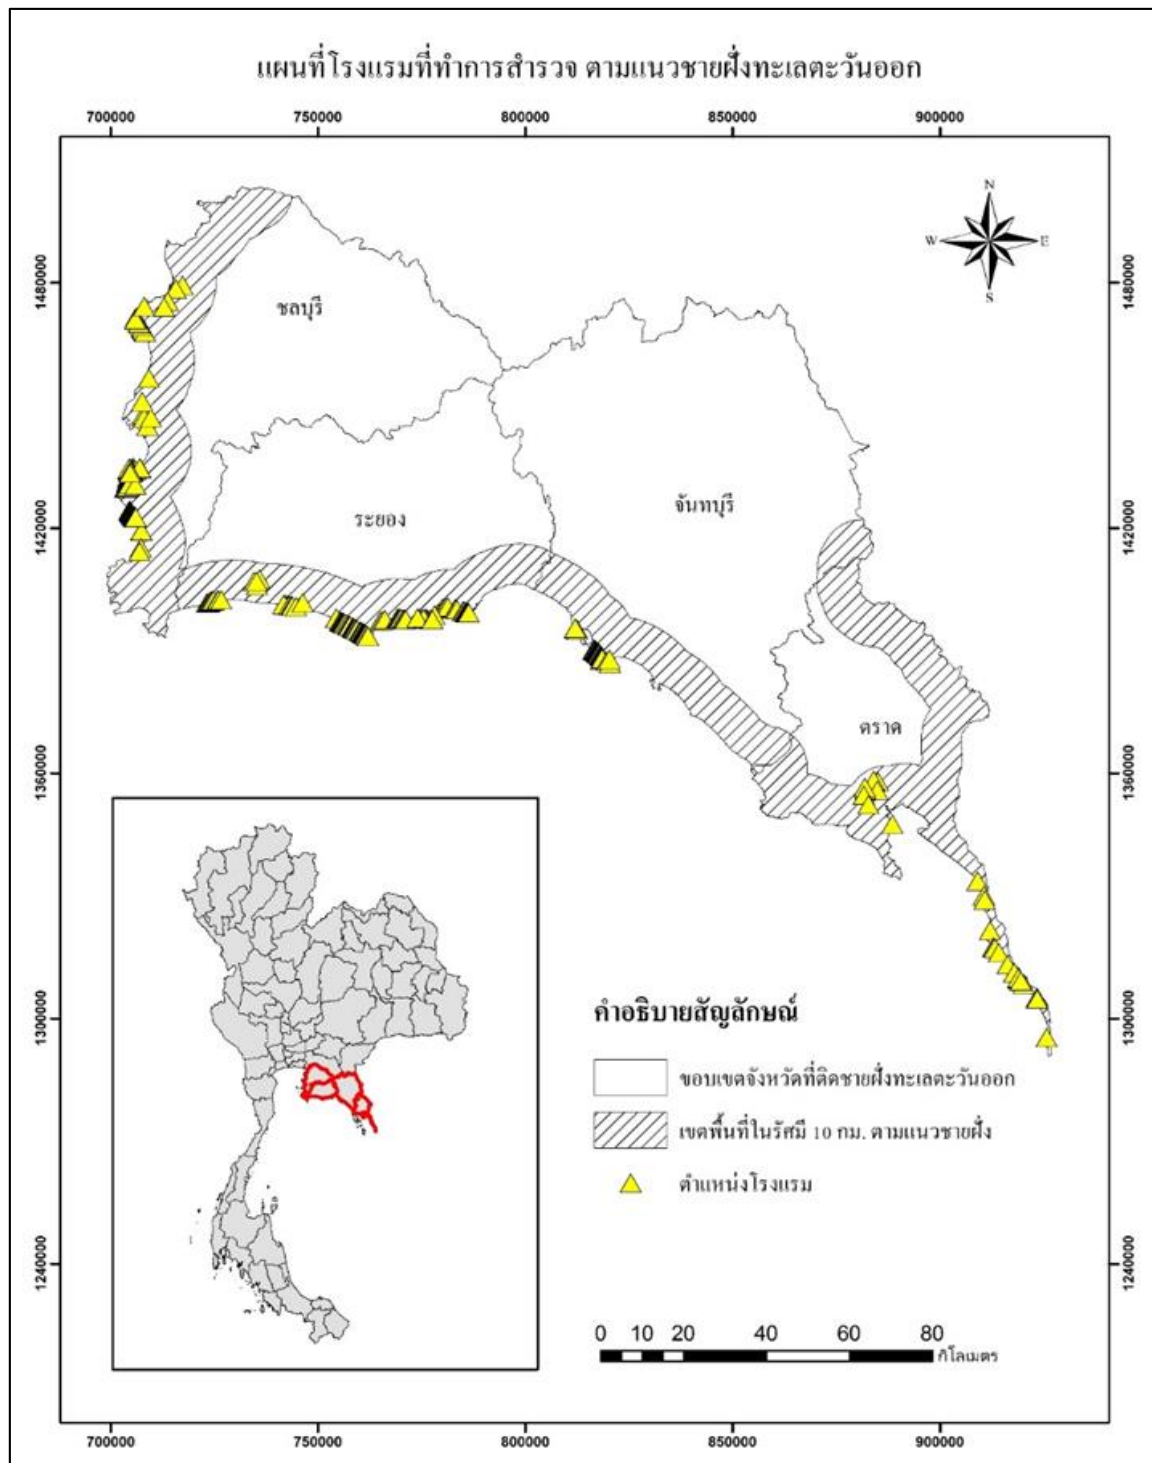 แผนที่โรงแรมที่ทำการสำรวจ ตามแนวชายฝั่งทะเลตะวันออก
700000 750000 800000 850000 900000
N
W E
S
1480000 1480000
ชลบุรี
จันทบุรี
ระยอง
1420000 1420000
ตราด
1360000 1360000
คำอธิบายสัญลักษณ์
1300000 1300000
ขอบเขตจังหวัดที่ติดชายฝั่งทะเลตะวันออก
เขตพื้นที่ในรัศมี 10 กม. ตามแนวชายฝั่ง
ตำแหน่งโรงแรม
1240000 1240000
0 10 20 40 60 80
กิโลเมตร
700000 750000 800000 850000 900000